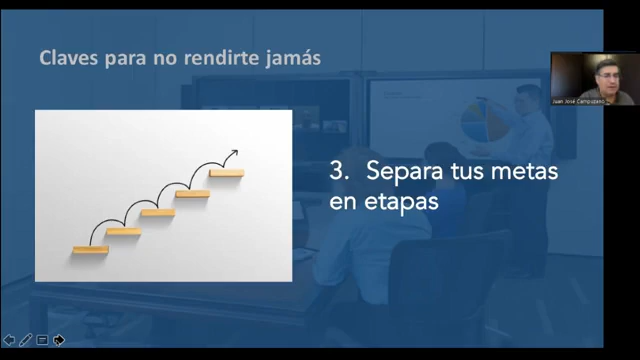 Claves para no rendirte jamás
Juan José Campuzano
3. Separa tus metas
en etapas